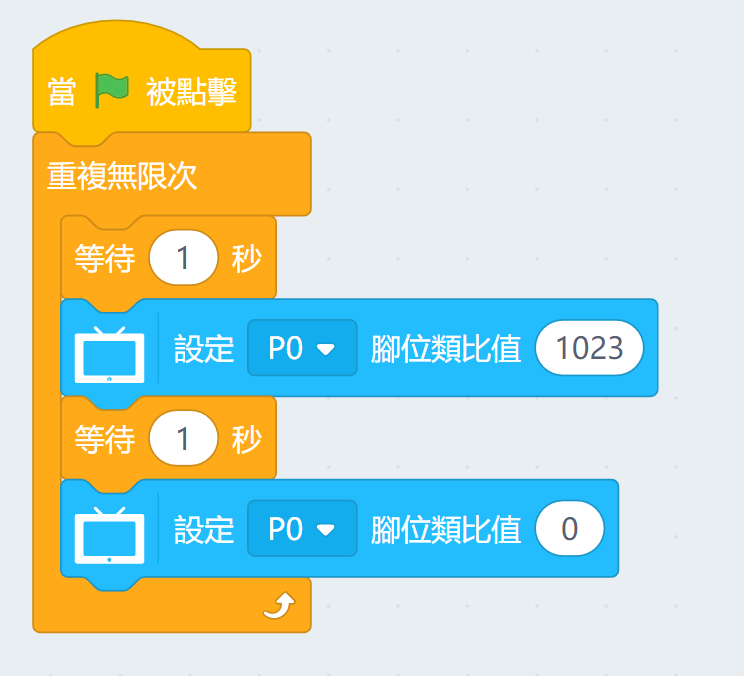 當 被點擊
重複無限次
等待 1 秒
設定 P0 腳位類比值 1023
等待 1 秒
設定 P0 腳位類比值 0